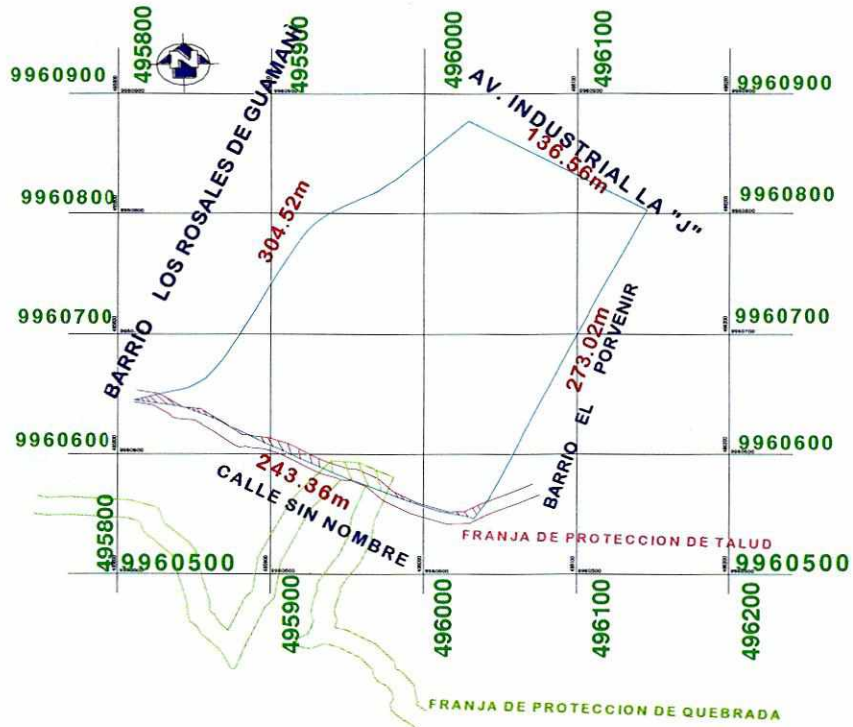 495800
495900
496000
496100
9960900
9960900
N
AV. INDUSTRIAL LA "J"
136.56m
BARRIO LOS ROSALES DE GUAMANÌ
304.52m
9960800
9960800
9960700
9960700
273.02m
BARRIO EL PORVENIR
9960600
9960600
243.36m
CALLE SIN NOMBRE
FRANJA DE PROTECCION DE TALUD
495800
9960500
9960500
495900
496000
496100
496200
FRANJA DE PROTECCION DE QUEBRADA